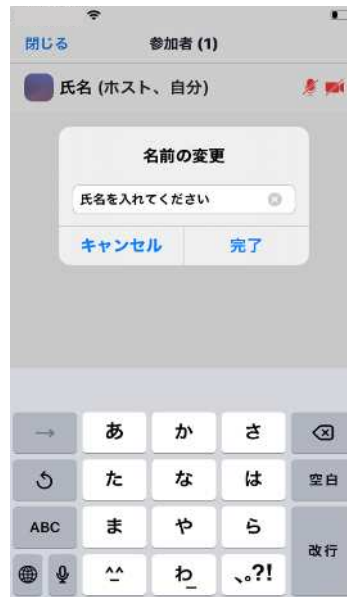 閉じる
参加者 (1)
氏名 (ホスト、自分)
名前の変更
氏名を入れてください
キャンセル
完了
→
あ
か
さ
た
な
は
空白
ABC
ま
や
ら
改行
^^
わ_
、。?!